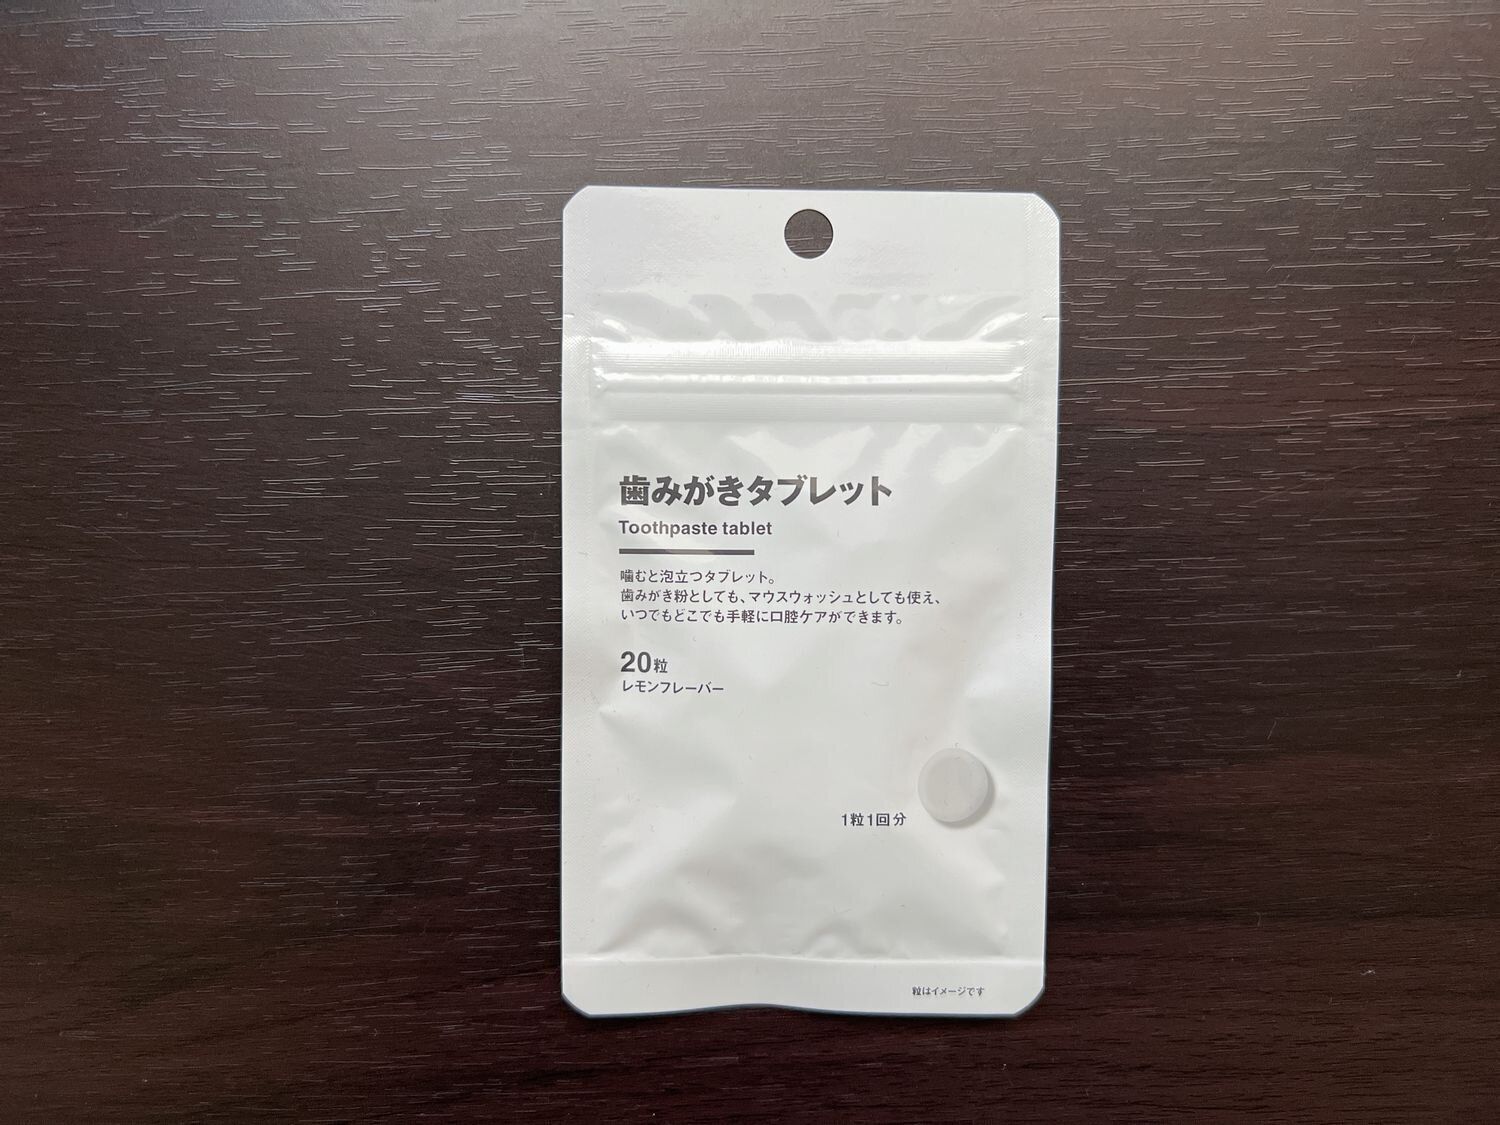 歯みがきタブレット
Toothpaste tablet
噛むと泡立つタブレット。
歯みがき粉としても、マウスウォッシュとしても使え、
いつでもどこでも手軽に口腔ケアができます。
20粒
レモンフレーバー
1粒1回分
粒はイメージです